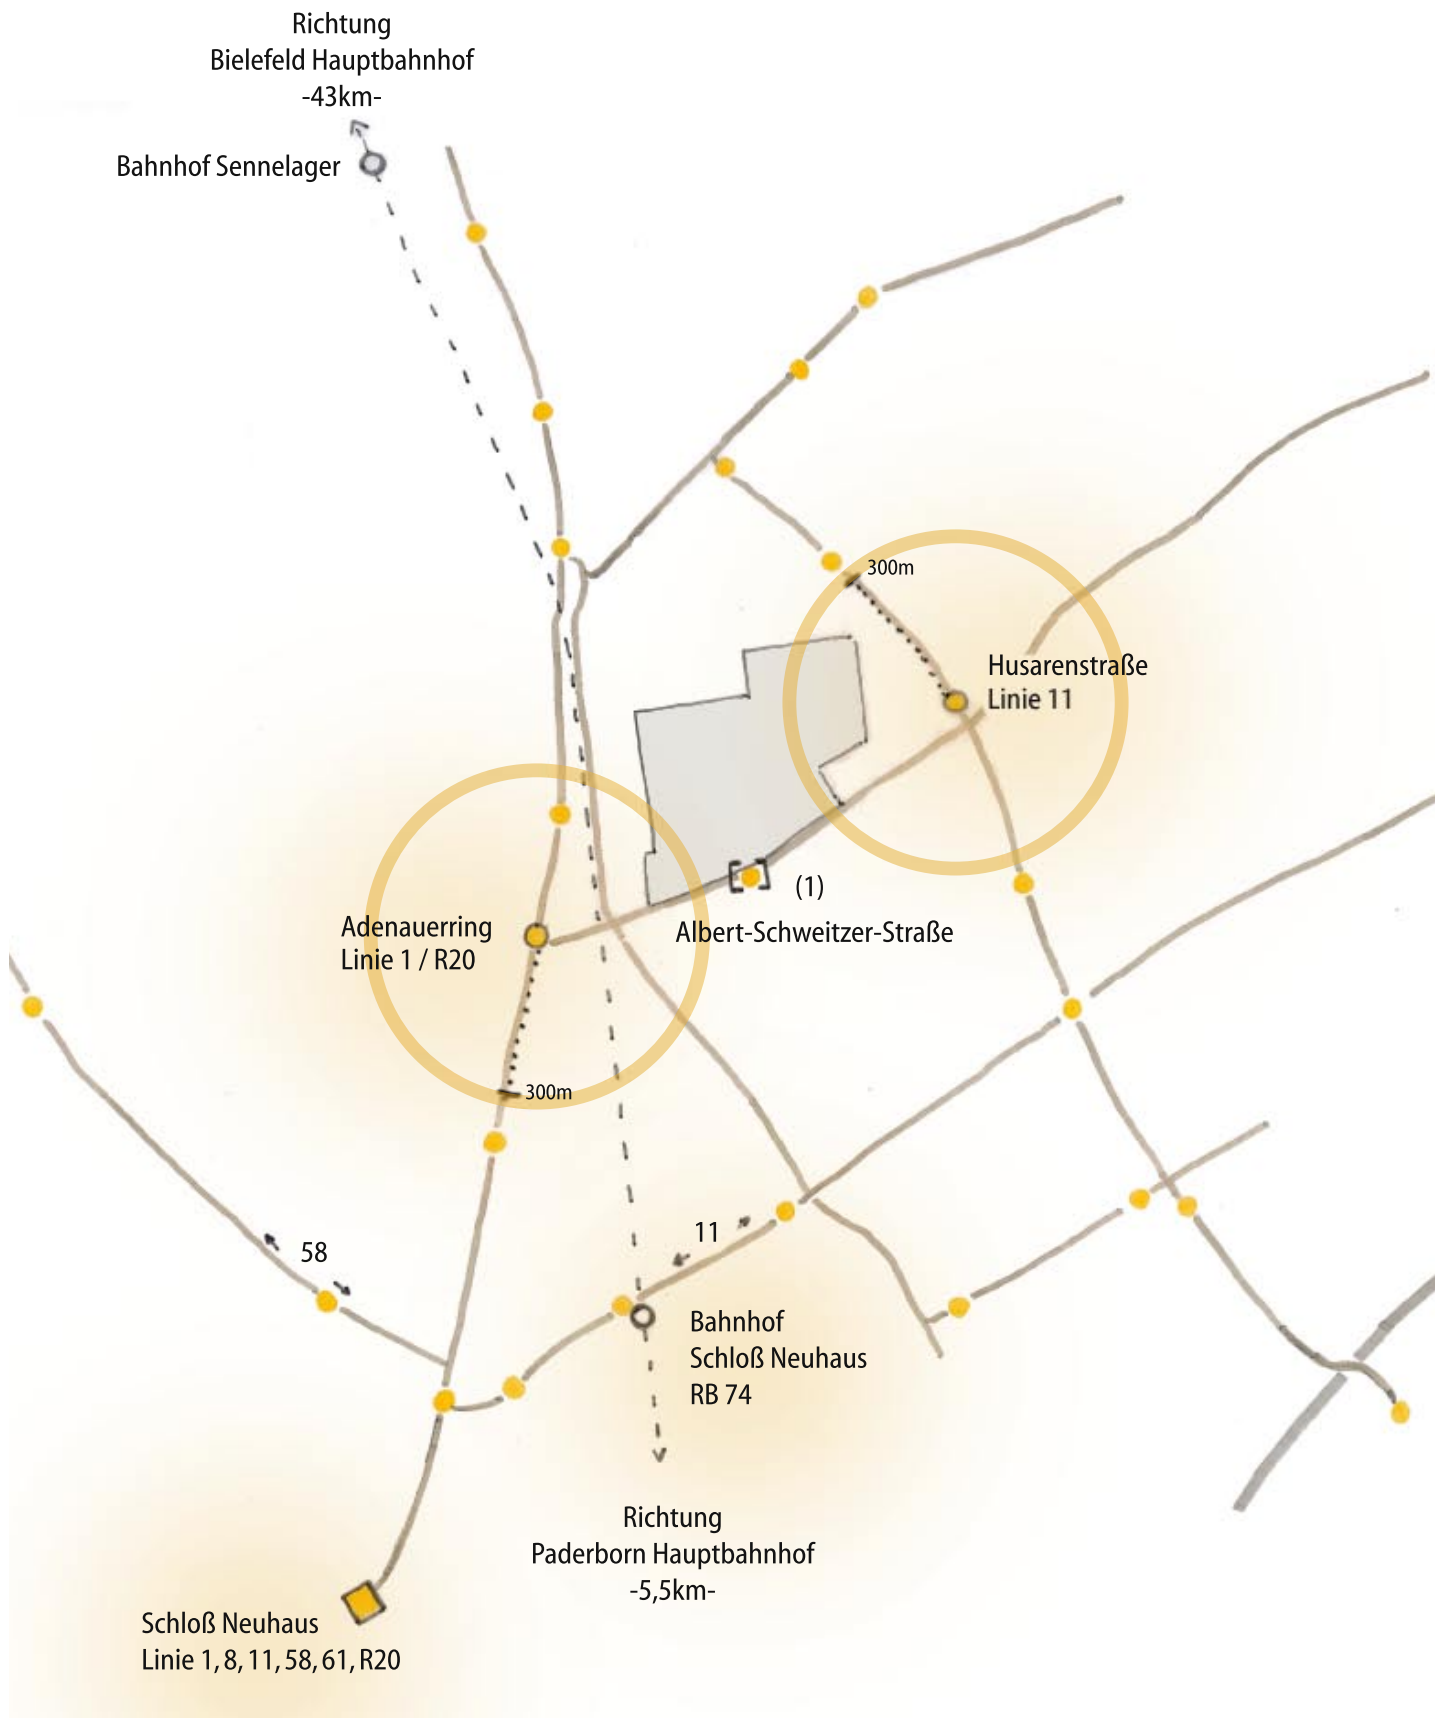 Richtung
Bielefeld Hauptbahnhof
-43km-
Bahnhof Sennelager
300m
Husarenstraße
Linie 11
(1)
Albert-Schweitzer-Straße
Adenauerring
Linie 1 / R20
300m
11
58
Bahnhof
Schloß Neuhaus
RB 74
Richtung
Paderborn Hauptbahnhof
-5,5km-
Schloß Neuhaus
Linie 1, 8, 11, 58, 61, R20